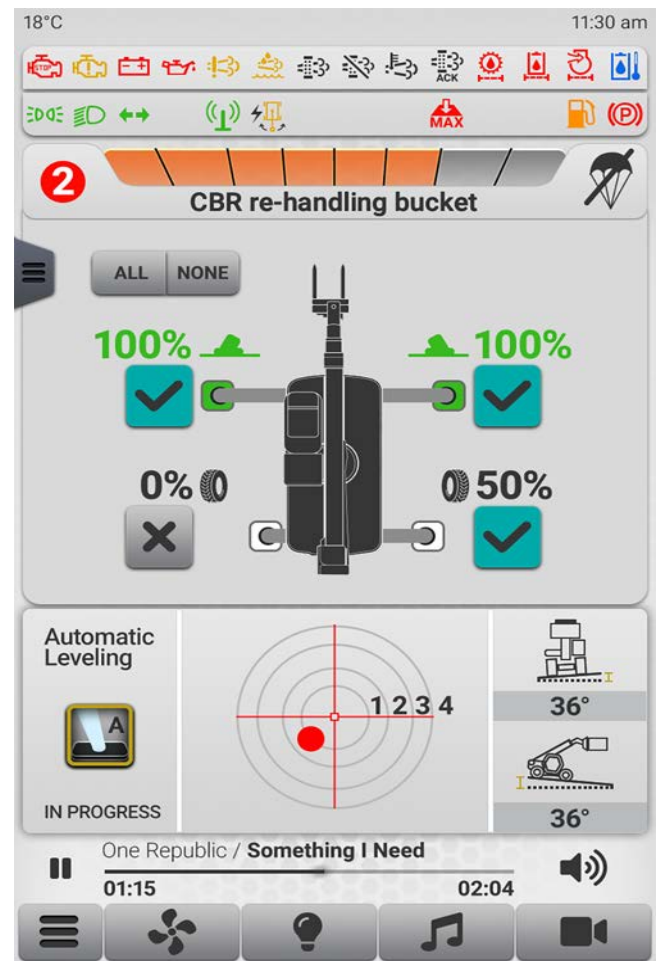 18°C 11:30 am
STOP
ACK
MAX
P
2
CBR re-handling bucket
ALL NONE
100% 100%
0% 50%
Automatic
Leveling
1 2 3 4
A
36°
IN PROGRESS
36°
One Republic / Something I Need
01:15 02:04